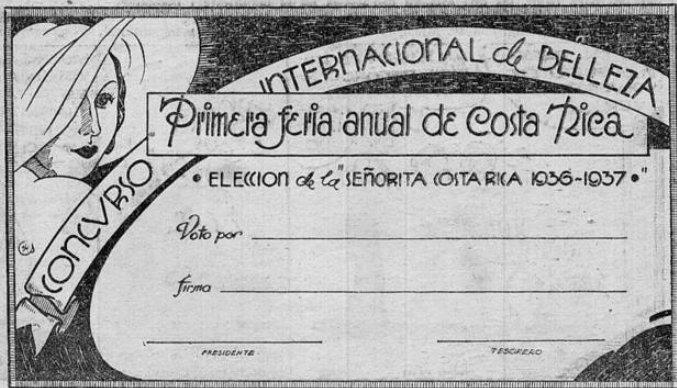 CONCVRSO INTERNACIONAL de BELLEZA
Primera feria anual de Costa Rica
• ELECCION de la "SEÑORITA COSTA RICA 1936-1937 •"
Voto por
firma
PRESIDENTE
TESORERO